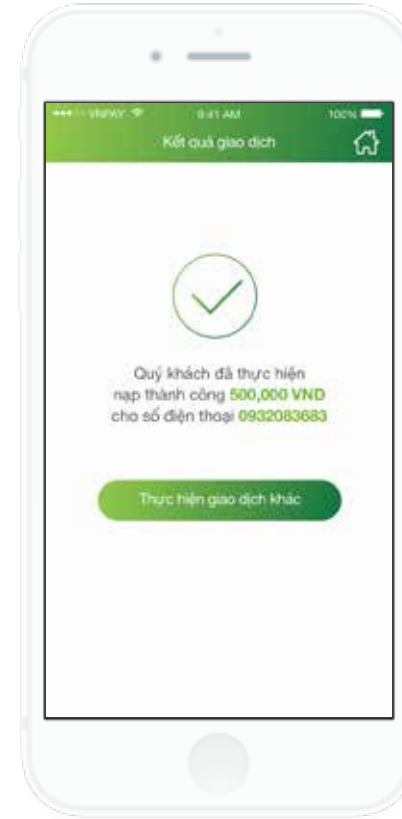 9:41 AM 100%
Kết quả giao dịch
Quý khách đã thực hiện
nạp thành công 500,000 VND
cho số điện thoại 0932083683
Thực hiện giao dịch khác